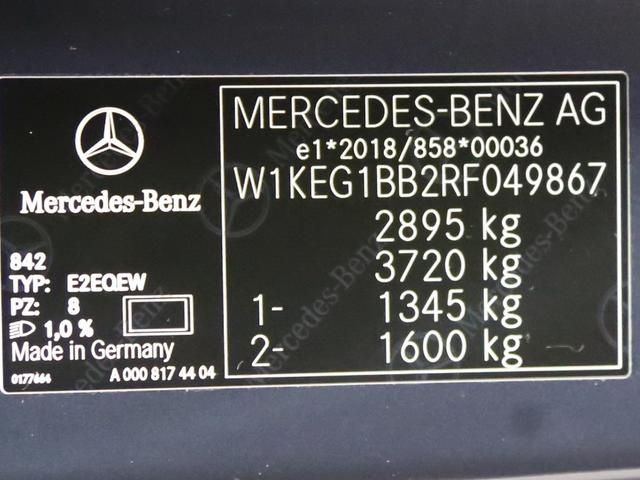 Mercedes-Benz
842
TYP: E2EQEW
PZ: 8
1,0 %
Made in Germany
0177664
A 000 817 44 04
MERCEDES-BENZ AG
e1*2018/858*00036
W1KEG1BB2RF049867
2895 kg
3720 kg
1- 1345 kg
2- 1600 kg